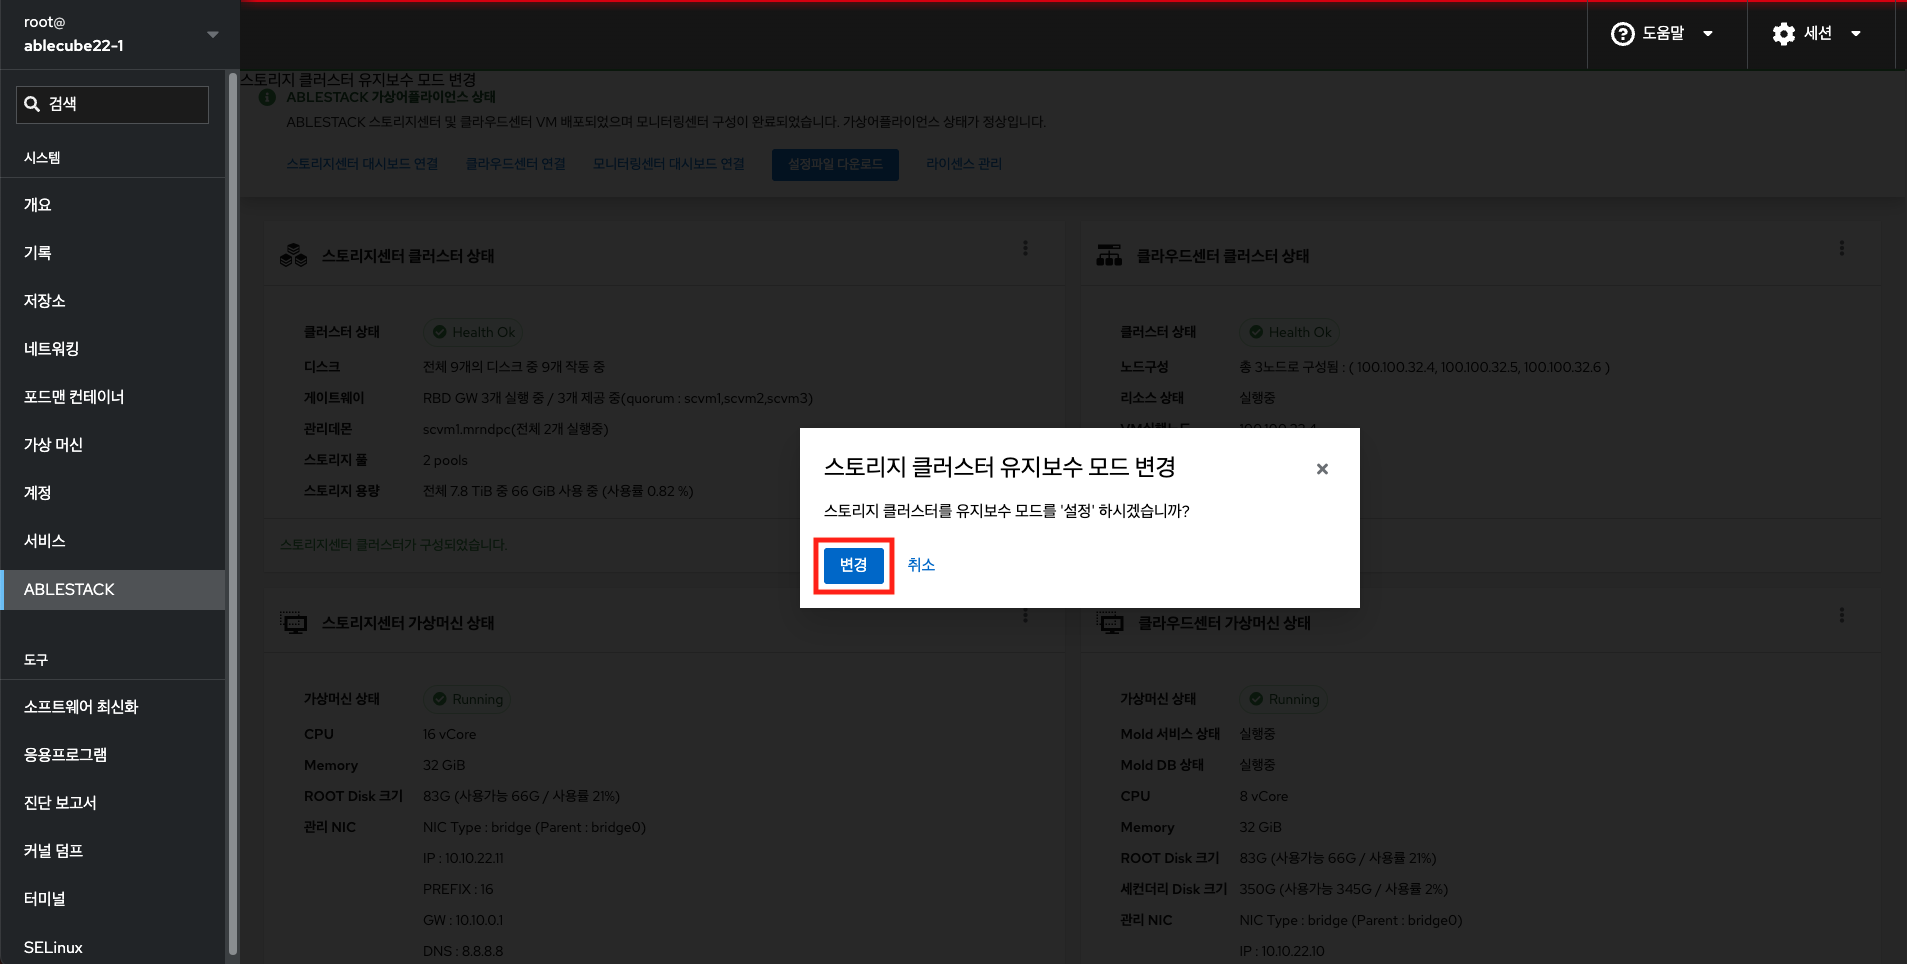 root@
ablecube22-1
도움말
세션
검색
시스템
개요
기록
저장소
네트워킹
포드맨 컨테이너
가상 머신
계정
서비스
ABLESTACK
도구
소프트웨어 최신화
응용프로그램
진단 보고서
커널 덤프
터미널
SELinux
스토리지 클러스터 유지보수 모드 변경
ABLESTACK 가상어플라이언스 상태
ABLESTACK 스토리지센터 및 클라우드센터 VM 배포되었으며 모니터링센터 구성이 완료되었습니다. 가상어플라이언스 상태가 정상입니다.
스토리지센터 대시보드 연결 클라우드센터 연결 모니터링센터 대시보드 연결 설정파일 다운로드 라이센스 관리
스토리지센터 클러스터 상태
클러스터 상태 Health Ok
디스크 전체 9개의 디스크 중 9개 작동 중
게이트웨이 RBD GW 3개 실행 중 / 3개 제공 중(quorum : scvm1,scvm2,scvm3)
관리데몬 scvm1.mrndpc(전체 2개 실행중)
스토리지 풀 2 pools
스토리지 용량 전체 7.8 TiB 중 66 GiB 사용 중 (사용률 0.82 %)
스토리지센터 클러스터가 구성되었습니다.
클라우드센터 클러스터 상태
클러스터 상태 Health Ok
노드구성 총 3노드로 구성됨 : ( 100.100.32.4, 100.100.32.5, 100.100.32.6 )
리소스 상태 실행중
스토리지 클러스터 유지보수 모드 변경
스토리지 클러스터를 유지보수 모드를 '설정' 하시겠습니까?
변경 취소
스토리지센터 가상머신 상태
가상머신 상태 Running
CPU 16 vCore
Memory 32 GiB
ROOT Disk 크기 83G (사용가능 66G / 사용률 21%)
관리 NIC NIC Type : bridge (Parent : bridge0)
IP : 10.10.22.11
PREFIX : 16
GW : 10.10.0.1
DNS : 8.8.8.8
클라우드센터 가상머신 상태
가상머신 상태 Running
Mold 서비스 상태 실행중
Mold DB 상태 실행중
CPU 8 vCore
Memory 32 GiB
ROOT Disk 크기 83G (사용가능 66G / 사용률 21%)
세컨더리 Disk 크기 350G (사용가능 345G / 사용률 2%)
관리 NIC NIC Type : bridge (Parent : bridge0)
IP : 10.10.22.10